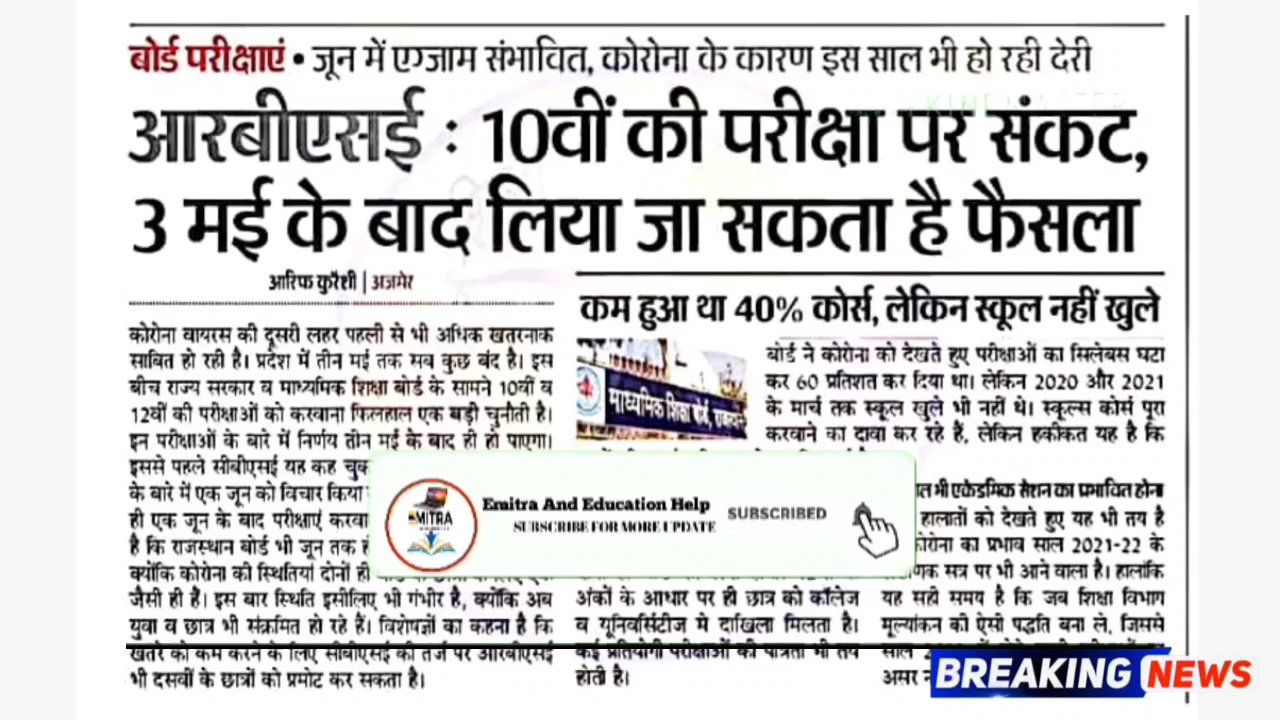 बोर्ड परीक्षाएं • जून में एग्जाम संभावित, कोरोना के कारण इस साल भी हो रही देरी
आरबीएसई : 10वीं की परीक्षा पर संकट,
3 मई के बाद लिया जा सकता है फैसला
आरिफ कुरैशी | अजमेर
कोरोना वायरस की दूसरी लहर पहली से भी अधिक खतरनाक
साबित हो रही है। प्रदेश में तीन मई तक सब कुछ बंद है। इस
बीच राज्य सरकार व माध्यमिक शिक्षा बोर्ड के सामने 10वीं व
12वीं की परीक्षाओं को करवाना फिलहाल एक बड़ी चुनौती है।
इन परीक्षाओं के बारे में निर्णय तीन मई के बाद ही हो पाएगा।
इससे पहले सीबीएसई यह कह
के बारे में एक जून को विचार किया
ही एक जून के बाद परीक्षाएं
है कि राजस्थान बोर्ड भी जून तक
क्योंकि कोरोना की स्थितियां दोनों ही
जैसी ही हैं। इस बार स्थिति इसीलिए भी गंभीर है, क्योंकि अब
युवा व छात्र भी संक्रमित हो रहे हैं। विशेषज्ञों का कहना है कि
खतरे को कम करने के लिए सीबीएसई की तर्ज पर आरबीएसई
भी दसवीं के छात्रों को प्रमोट कर सकता है।
कम हुआ था 40% कोर्स, लेकिन स्कूल नहीं खुले
माध्यमिक शिक्षा बोर्ड,
बोर्ड ने कोरोना को देखते हुए परीक्षाओं का सिलेबस घटा
कर 60 प्रतिशत कर दिया था। लेकिन 2020 और 2021
के मार्च तक स्कूल खुले भी नहीं थे। स्कूल्स कोर्स पूरा
करवाने का दावा कर रहे हैं, लेकिन हकीकत यह है कि
अंकों के आधार पर ही छात्र को कॉलेज
व यूनिवर्सिटीज में दाखिला मिलता है।
कई प्रतियोगी परीक्षाओं की पात्रता भी तय
होती है।
भी एकेडमिक सैशन का प्रभावित होना
हालातों को देखते हुए यह भी तय है
का प्रभाव साल 2021-22 के
सत्र पर भी आने वाला है। हालांकि
यह सही समय है कि जब शिक्षा विभाग
मूल्यांकन की ऐसी पद्धति बना ले, जिससे
साल
असर
EMITRA
Emitra And Education Help
SUBSCRIBE FOR MORE UPDATE
SUBSCRIBED
BREAKING NEWS